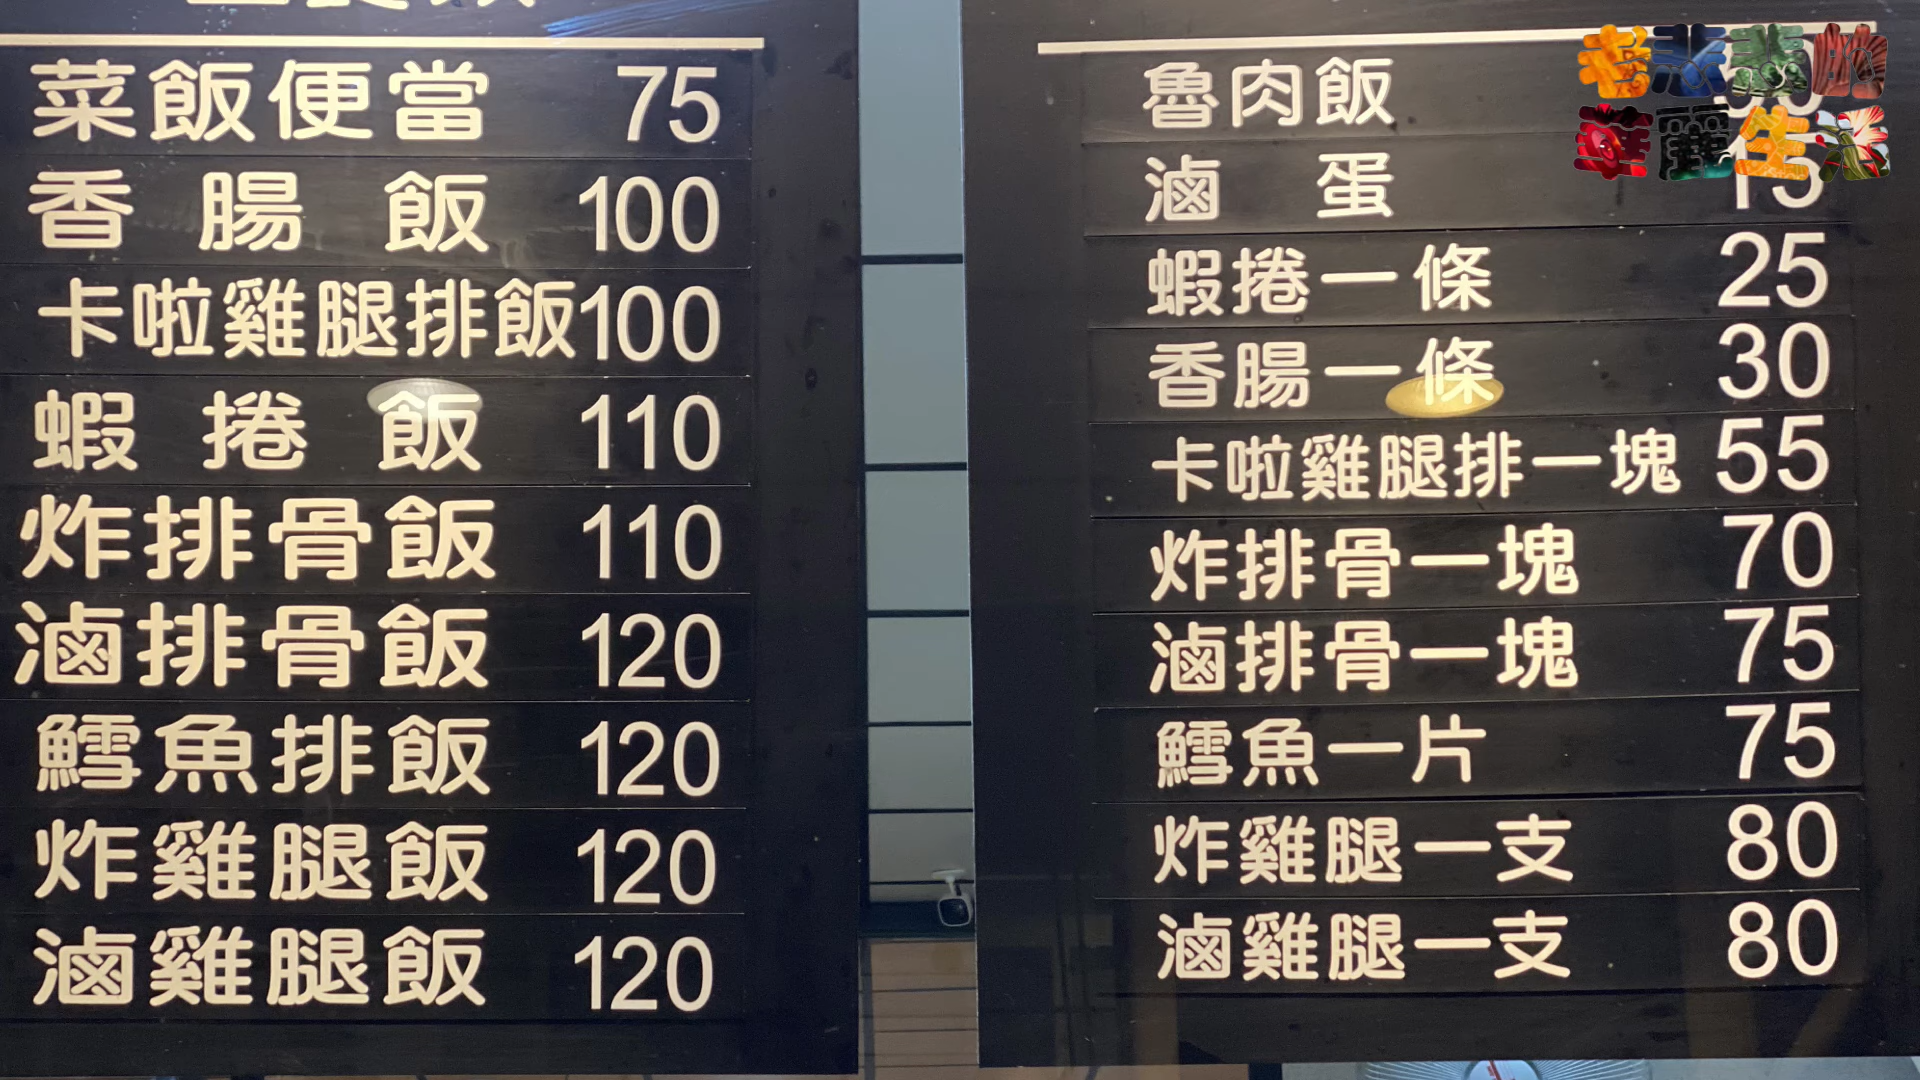 菜飯便當 75
香腸飯 100
卡啦雞腿排飯 100
蝦捲飯 110
炸排骨飯 110
滷排骨飯 120
鱈魚排飯 120
炸雞腿飯 120
滷雞腿飯 120
魯肉飯
滷蛋 15
蝦捲一條 25
香腸一條 30
卡啦雞腿排一塊 55
炸排骨一塊 70
滷排骨一塊 75
鱈魚一片 75
炸雞腿一支 80
滷雞腿一支 80